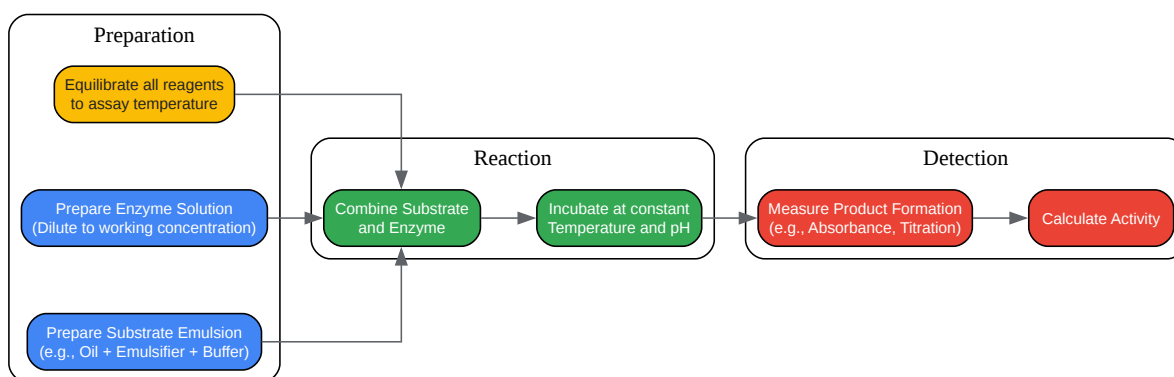 Preparation
Equilibrate all reagents
to assay temperature
Prepare Enzyme Solution
(Dilute to working concentration)
Prepare Substrate Emulsion
(e.g., Oil + Emulsifier + Buffer)
Reaction
Combine Substrate
and Enzyme
Incubate at constant
Temperature and pH
Detection
Measure Product Formation
(e.g., Absorbance, Titration)
Calculate Activity